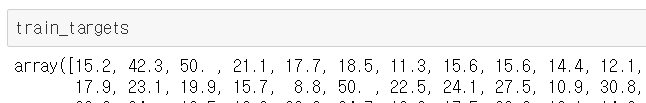 train_targets
array([15.2, 42.3, 50. , 21.1, 17.7, 18.5, 11.3, 15.6, 15.6, 14.4, 12.1,
17.9, 23.1, 19.9, 15.7, 8.8, 50. , 22.5, 24.1, 27.5, 10.9, 30.8,